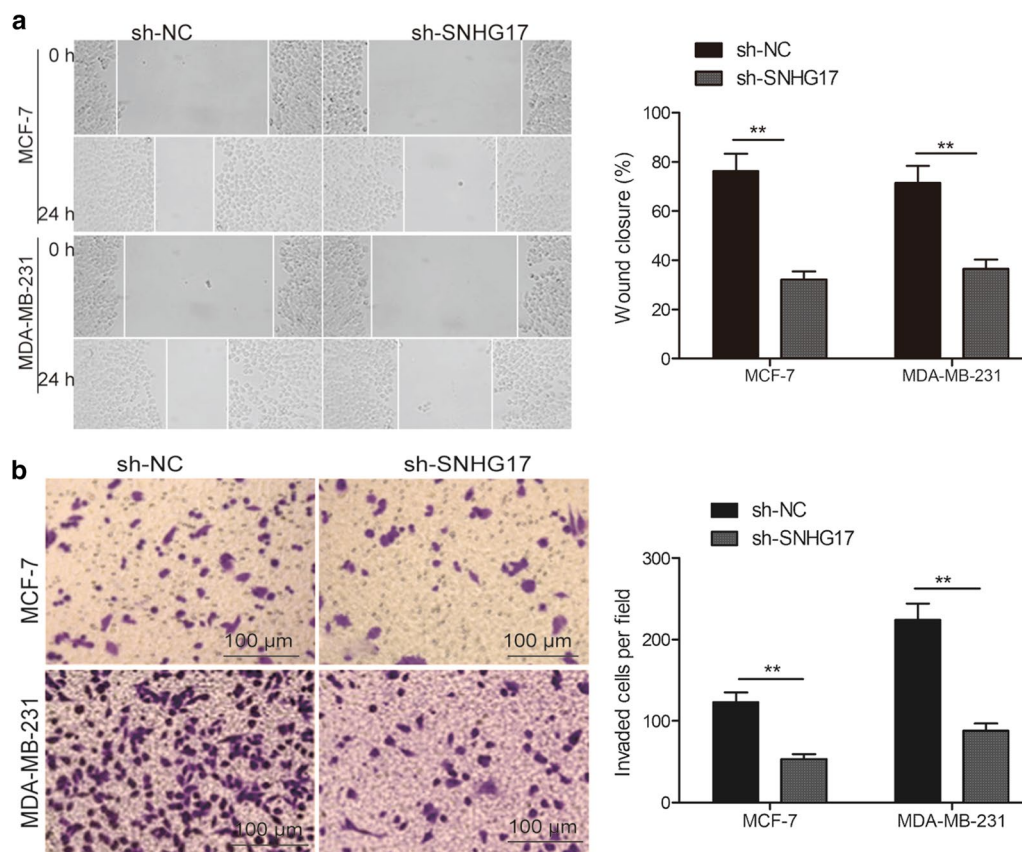 a
sh-NC
sh-SNHG17
0 h
MCF-7
24 h
0 h
MDA-MB-231
24 h
sh-NC
sh-SNHG17
100
80
60
40
20
0
Wound closure (%)
**
**
MCF-7
MDA-MB-231
b
sh-NC
sh-SNHG17
MCF-7
100 µm
100 µm
MDA-MB-231
100 µm
100 µm
sh-NC
sh-SNHG17
300
200
100
0
Invaded cells per field
**
**
MCF-7
MDA-MB-231